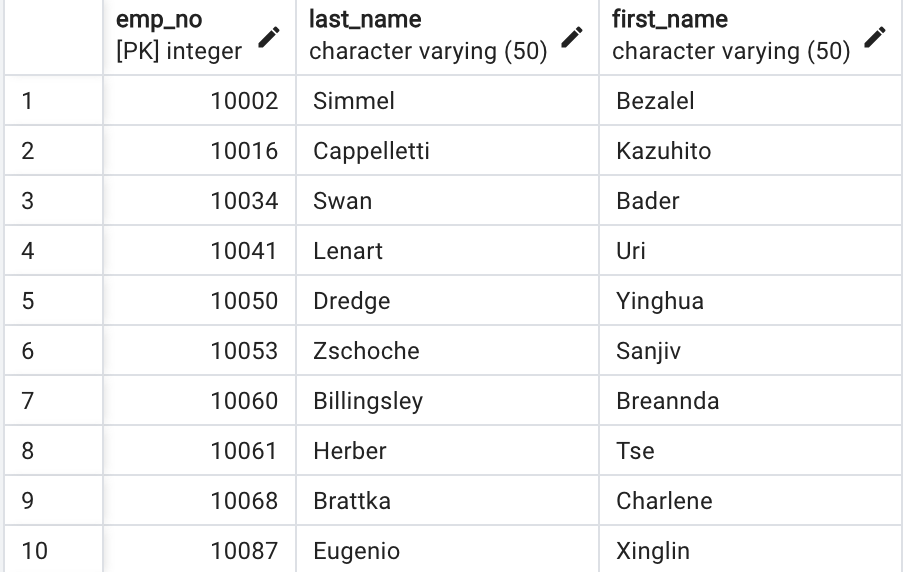 emp_no last_name first_name
[PK] integer character varying (50) character varying (50)
1 10002 Simmel Bezalel
2 10016 Cappelletti Kazuhito
3 10034 Swan Bader
4 10041 Lenart Uri
5 10050 Dredge Yinghua
6 10053 Zschoche Sanjiv
7 10060 Billingsley Breannda
8 10061 Herber Tse
9 10068 Brattka Charlene
10 10087 Eugenio Xinglin